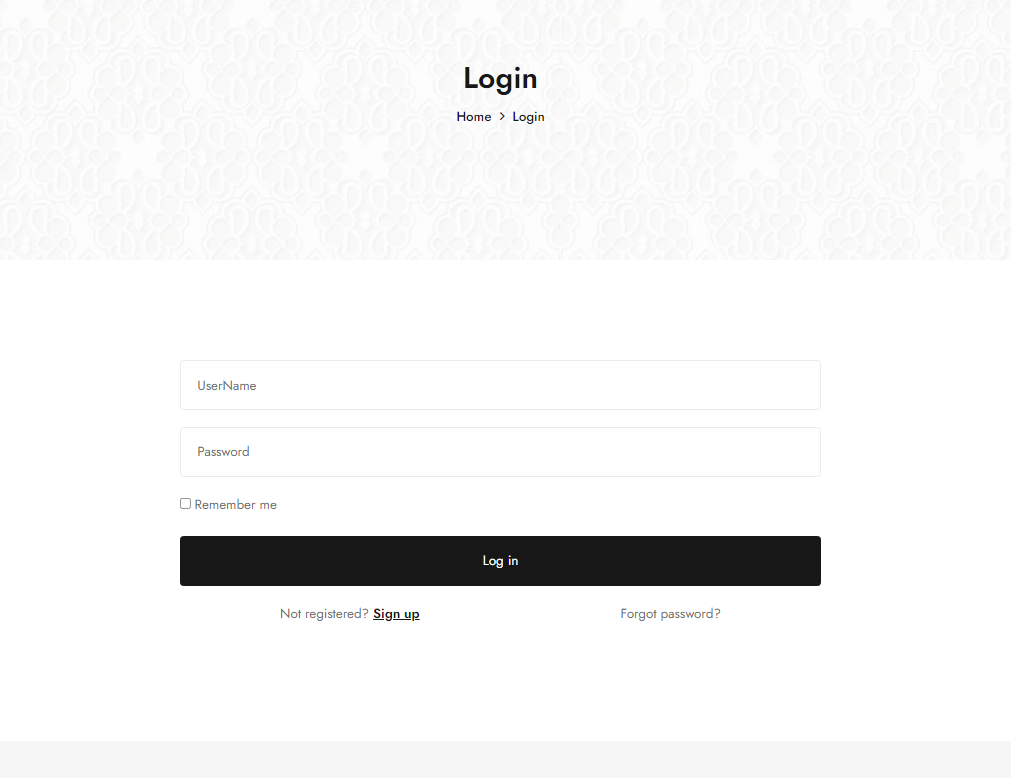 Login
Home > Login
UserName
Password
Remember me
Log in
Not registered? Sign up
Forgot password?